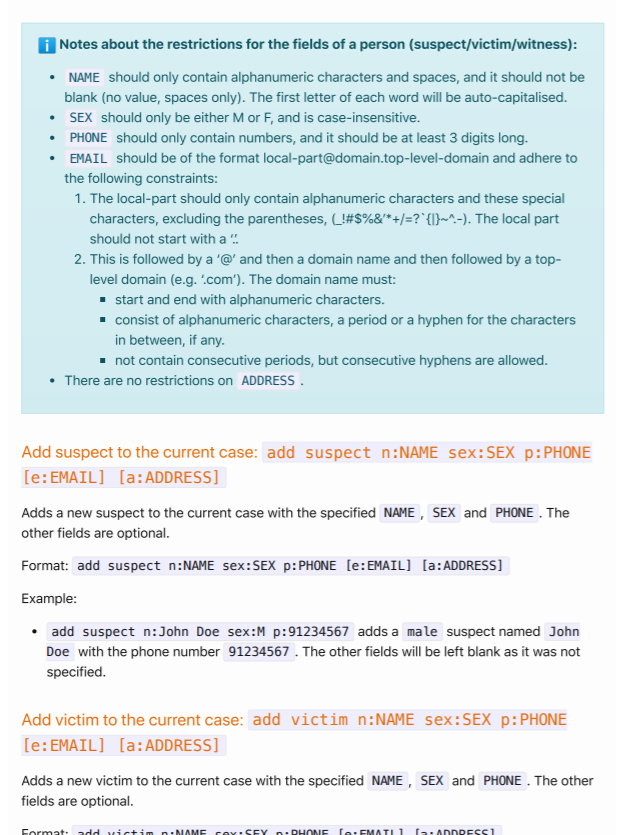 ℹ Notes about the restrictions for the fields of a person (suspect/victim/witness):
• NAME should only contain alphanumeric characters and spaces, and it should not be
blank (no value, spaces only). The first letter of each word will be auto-capitalised.
• SEX should only be either M or F, and is case-insensitive.
• PHONE should only contain numbers, and it should be at least 3 digits long.
• EMAIL should be of the format local-part@domain.top-level-domain and adhere to
the following constraints:
1. The local-part should only contain alphanumeric characters and these special
characters, excluding the parentheses, (_!#$%&’*+/=?`{|}~^.-). The local part
should not start with a ‘.’.
2. This is followed by a ‘@’ and then a domain name and then followed by a top-
level domain (e.g. ‘.com’). The domain name must:
▪ start and end with alphanumeric characters.
▪ consist of alphanumeric characters, a period or a hyphen for the characters
in between, if any.
▪ not contain consecutive periods, but consecutive hyphens are allowed.
• There are no restrictions on ADDRESS.
Add suspect to the current case: add suspect n:NAME sex:SEX p:PHONE
[e:EMAIL] [a:ADDRESS]
Adds a new suspect to the current case with the specified NAME, SEX and PHONE. The
other fields are optional.
Format: add suspect n:NAME sex:SEX p:PHONE [e:EMAIL] [a:ADDRESS]
Example:
• add suspect n:John Doe sex:M p:91234567 adds a male suspect named John
Doe with the phone number 91234567. The other fields will be left blank as it was not
specified.
Add victim to the current case: add victim n:NAME sex:SEX p:PHONE
[e:EMAIL] [a:ADDRESS]
Adds a new victim to the current case with the specified NAME, SEX and PHONE. The other
fields are optional.
Format: add victim n:NAME sex:SEX p:PHONE [e:EMAIL] [a:ADDRESS]